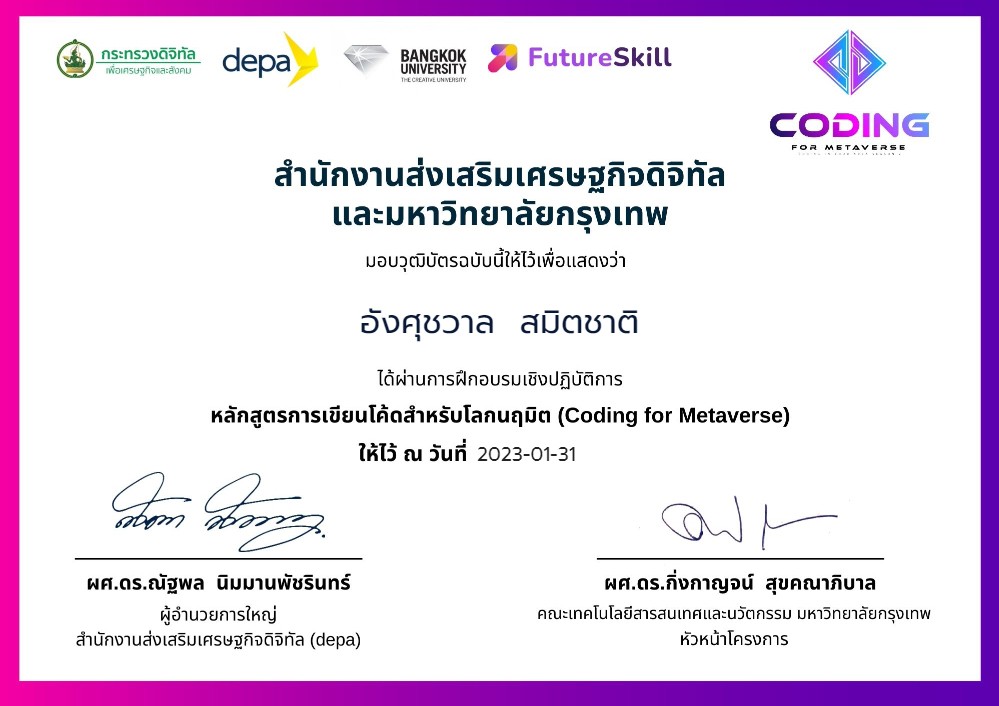 กระทรวงดิจิทัล
เพื่อเศรษฐกิจและสังคม
depa
BANGKOK
UNIVERSITY
THE CREATIVE UNIVERSITY
FutureSkill
CODING
FOR METAVERSE
สำนักงานส่งเสริมเศรษฐกิจดิจิทัล
และมหาวิทยาลัยกรุงเทพ
มอบวุฒิบัตรฉบับนี้ให้ไว้เพื่อแสดงว่า
อังศุชวาล สมิตชาติ
ได้ผ่านการฝึกอบรมเชิงปฏิบัติการ
หลักสูตรการเขียนโค้ดสำหรับโลกนฤมิต (Coding for Metaverse)
ให้ไว้ ณ วันที่ 2023-01-31
ผศ.ดร.ณัฐพล นิมมานพัชรินทร์
ผู้อำนวยการใหญ่
สำนักงานส่งเสริมเศรษฐกิจดิจิทัล (depa)
ผศ.ดร.กิ่งกาญจน์ สุขคณาภิบาล
คณะเทคโนโลยีสารสนเทศและนวัตกรรม มหาวิทยาลัยกรุงเทพ
หัวหน้าโครงการ